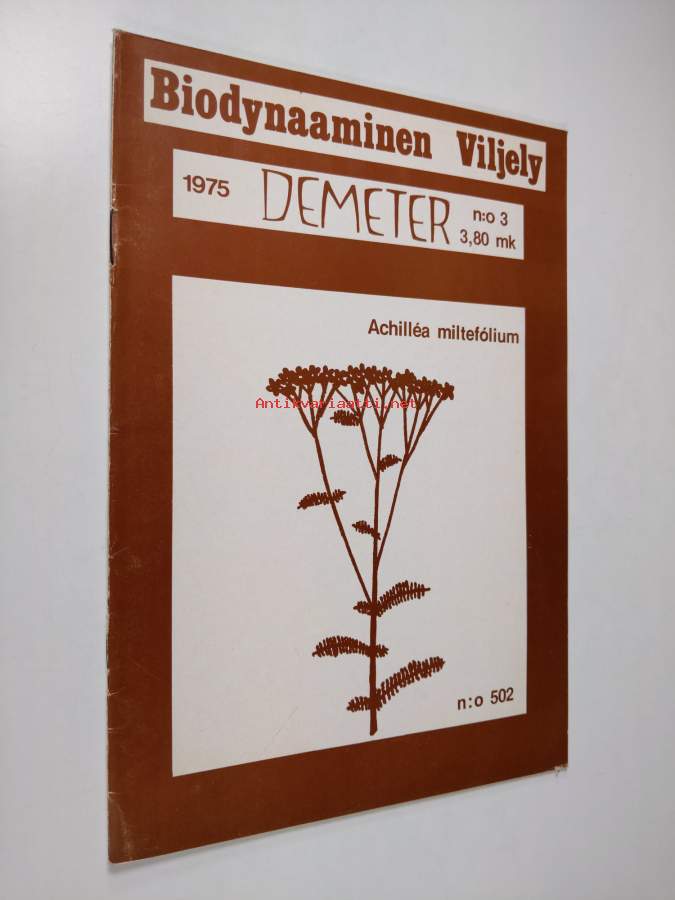 Biodynaaminen Viljely
1975 DEMETER n:o 3
3,80 mk
Achilléa miltefólium
Antikvariaatti.net
n:o 502